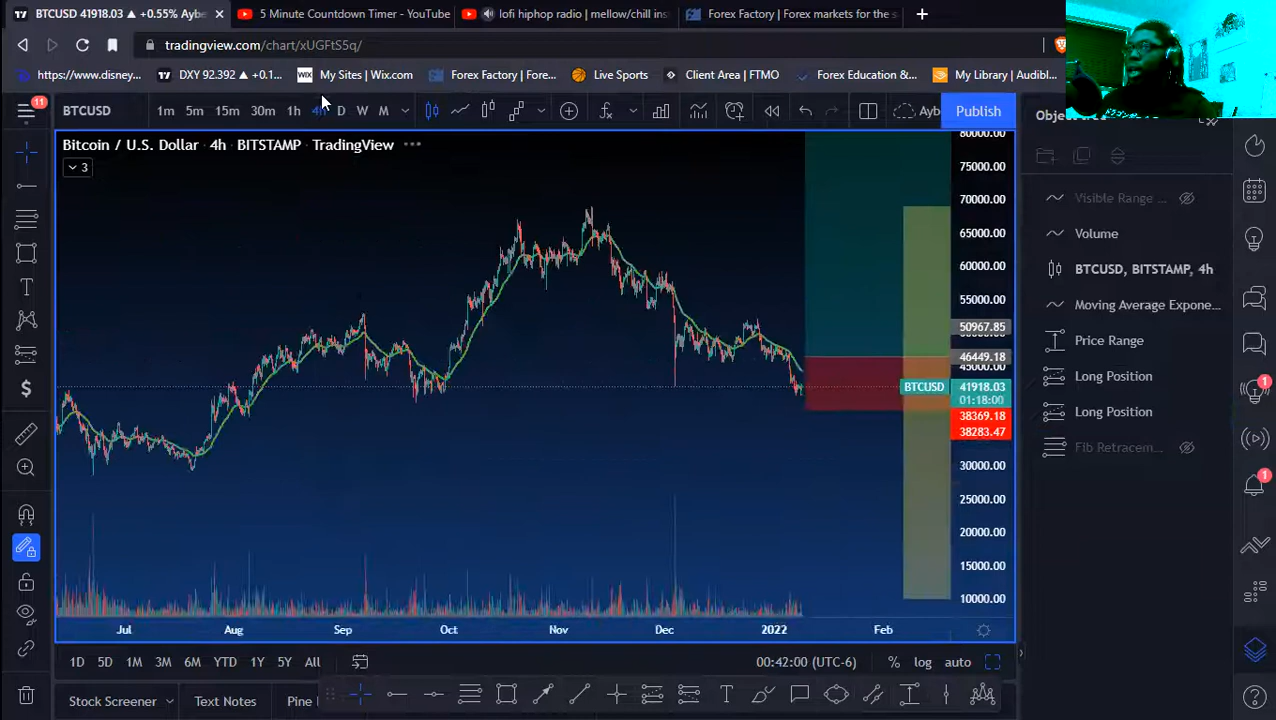 BTCUSD 41918.03 ▲ +0.55% Aybe ×
5 Minute Countdown Timer - YouTube
lofi hiphop radio | mellow/chill ins
Forex Factory | Forex markets for the s
tradingview.com/chart/xUGFtS5q/
https://www.disney...
DXY 92.392 ▲ +0.1...
WIX My Sites | Wix.com
Forex Factory | Fore...
Live Sports
Client Area | FTMO
Forex Education &...
My Library | Audibl...
11
BTCUSD 1m 5m 15m 30m 1h 4h D W M
Ayb
Publish
Bitcoin / U.S. Dollar · 4h · BITSTAMP · TradingView ···
3
80000.00
75000.00
70000.00
65000.00
60000.00
55000.00
50967.85
46449.18
45000.00
BTCUSD 41918.03
01:18:00
38369.18
38283.47
30000.00
25000.00
20000.00
15000.00
10000.00
Jul Aug Sep Oct Nov Dec 2022 Feb
Visible Range ...
Volume
BTCUSD, BITSTAMP, 4h
Moving Average Expone...
Price Range
Long Position
Long Position
Fib Retracem...
1
1
1D 5D 1M 3M 6M YTD 1Y 5Y All
00:42:00 (UTC-6) % log auto
Stock Screener Text Notes Pine